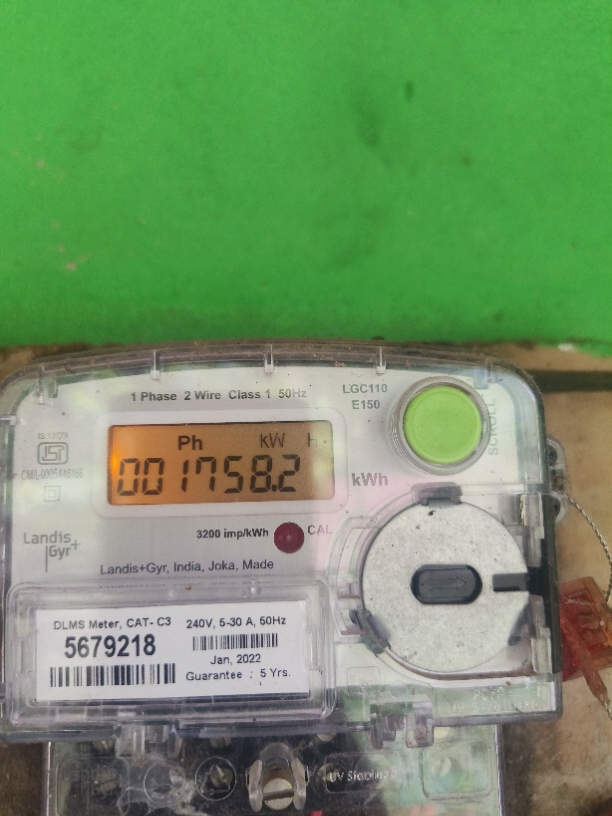 1 Phase 2 Wire Class 1 50Hz
LGC110
E150
SCROLL
Ph kW H
001758.2
kWh
3200 imp/kWh CAL
Landis
Gyr+
Landis+Gyr, India, Joka, Made
DLMS Meter, CAT- C3
5679218
240V, 5-30 A, 50Hz
Jan, 2022
Guarantee : 5 Yrs.